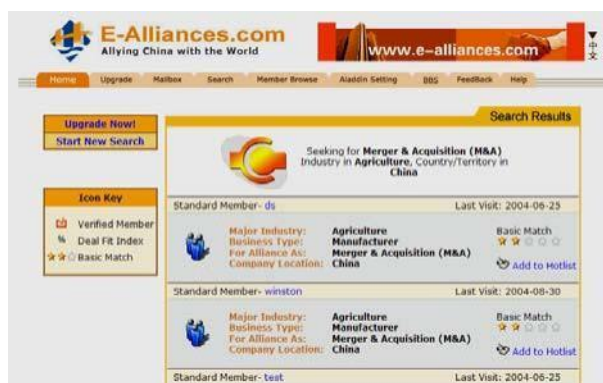 E-Alliances.com
Allying China with the World
www.e-alliances.com
中文
Home Upgrade Mailbox Search Member Browse Aladdin Setting BBS FeedBack Help
Upgrade Now!
Start New Search
Icon Key
Verified Member
% Deal Fit Index
Basic Match
Search Results
Seeking for Merger & Acquisition (M&A)
Industry in Agriculture, Country/Territory in
China
Standard Member- ds Last Visit: 2004-06-25
Major Industry: Agriculture Basic Match
Business Type: Manufacturer
For Alliance As: Merger & Acquisition (M&A)
Company Location: China Add to Hotlist
Standard Member- winston Last Visit: 2004-08-30
Major Industry: Agriculture Basic Match
Business Type: Manufacturer
For Alliance As: Merger & Acquisition (M&A)
Company Location: China Add to Hotlist
Standard Member- test Last Visit: 2004-06-25